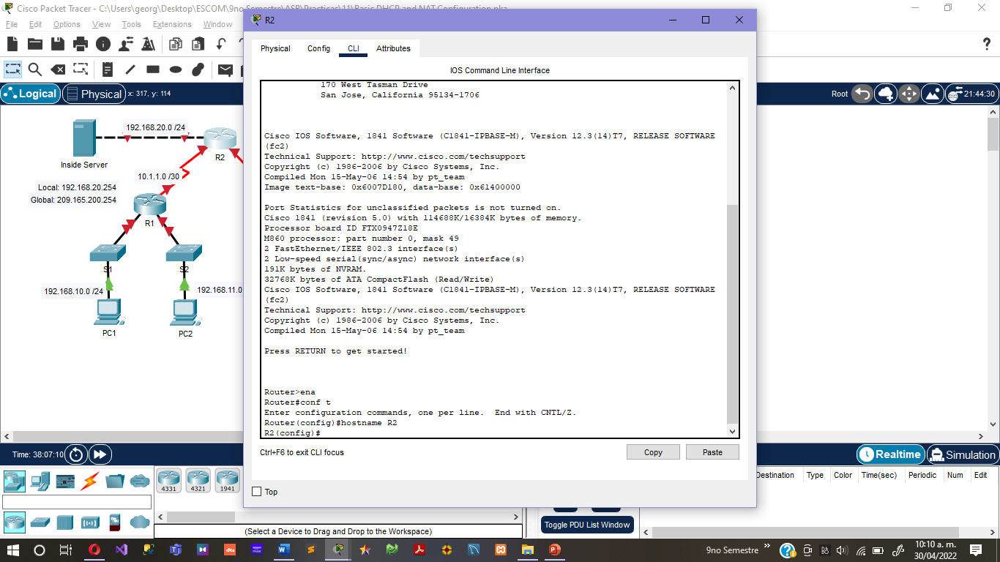 Cisco Packet Tracer - C:\Users\georg\Desktop\ESCOM\9no Semestre\ASR\Practicas\11\Basic DHCP and NAT Configuration.pka
File Edit Options View Tools Extensions Window
R2
Physical Config CLI Attributes
IOS Command Line Interface
170 West Tasman Drive
San Jose, California 95134-1706
Cisco IOS Software, 1841 Software (C1841-IPBASE-M), Version 12.3(14)T7, RELEASE SOFTWARE
(fc2)
Technical Support: http://www.cisco.com/techsupport
Copyright (c) 1986-2006 by Cisco Systems, Inc.
Compiled Mon 15-May-06 14:54 by pt_team
Image text-base: 0x6007D180, data-base: 0x61400000
Port Statistics for unclassified packets is not turned on.
Cisco 1841 (revision 5.0) with 114688K/16384K bytes of memory.
Processor board ID FTX0947Z18E
M860 processor: part number 0, mask 49
2 FastEthernet/IEEE 802.3 interface(s)
2 Low-speed serial(sync/async) network interface(s)
191K bytes of NVRAM.
32768K bytes of ATA CompactFlash (Read/Write)
Cisco IOS Software, 1841 Software (C1841-IPBASE-M), Version 12.3(14)T7, RELEASE SOFTWARE
(fc2)
Technical Support: http://www.cisco.com/techsupport
Copyright (c) 1986-2006 by Cisco Systems, Inc.
Compiled Mon 15-May-06 14:54 by pt_team
Press RETURN to get started!
Router>ena
Router#conf t
Enter configuration commands, one per line.  End with CNTL/Z.
Router(config)#hostname R2
R2(config)#
Ctrl+F6 to exit CLI focus
Copy
Paste
Top
Logical
Physical
x: 317, y: 114
Root
21:44:30
192.168.20.0 /24
Inside Server
R2
10.1.1.0 /30
Local: 192.168.20.254
Global: 209.165.200.254
R1
S1
S2
192.168.10.0 /24
192.168.11.0
PC1
PC2
Time: 38:07:10
Realtime
Simulation
4331
4321
1941
(Select a Device to Drag and Drop to the Workspace)
Destination Type Color Time(sec) Periodic Num Edit
Toggle PDU List Window
9no Semestre
10:10 a. m.
30/04/2022